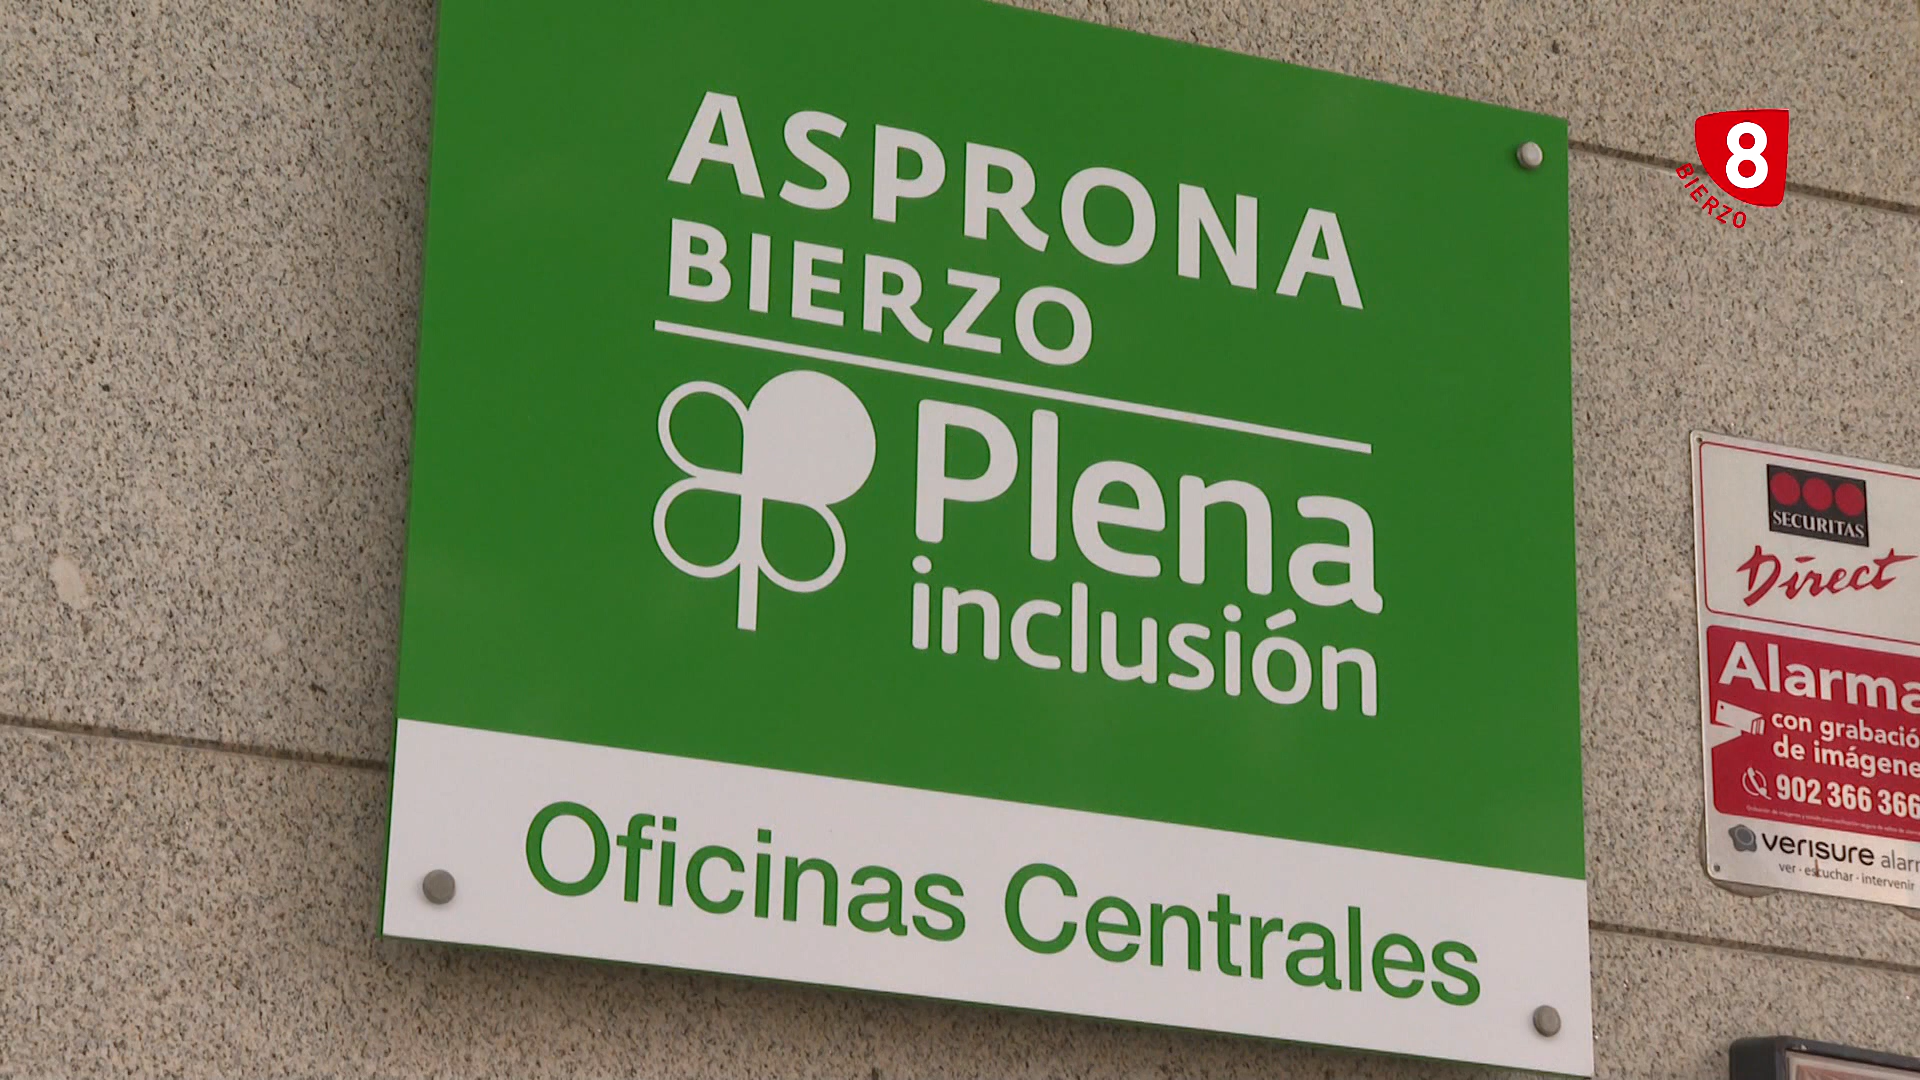 ASPRONA
BIERZO
Plena
inclusión
Oficinas Centrales
8
BIERZO
SECURITAS
Direct
Alarma
con grabació
de imágene
902 366 366
verisure alarm
ver · escuchar · intervenir